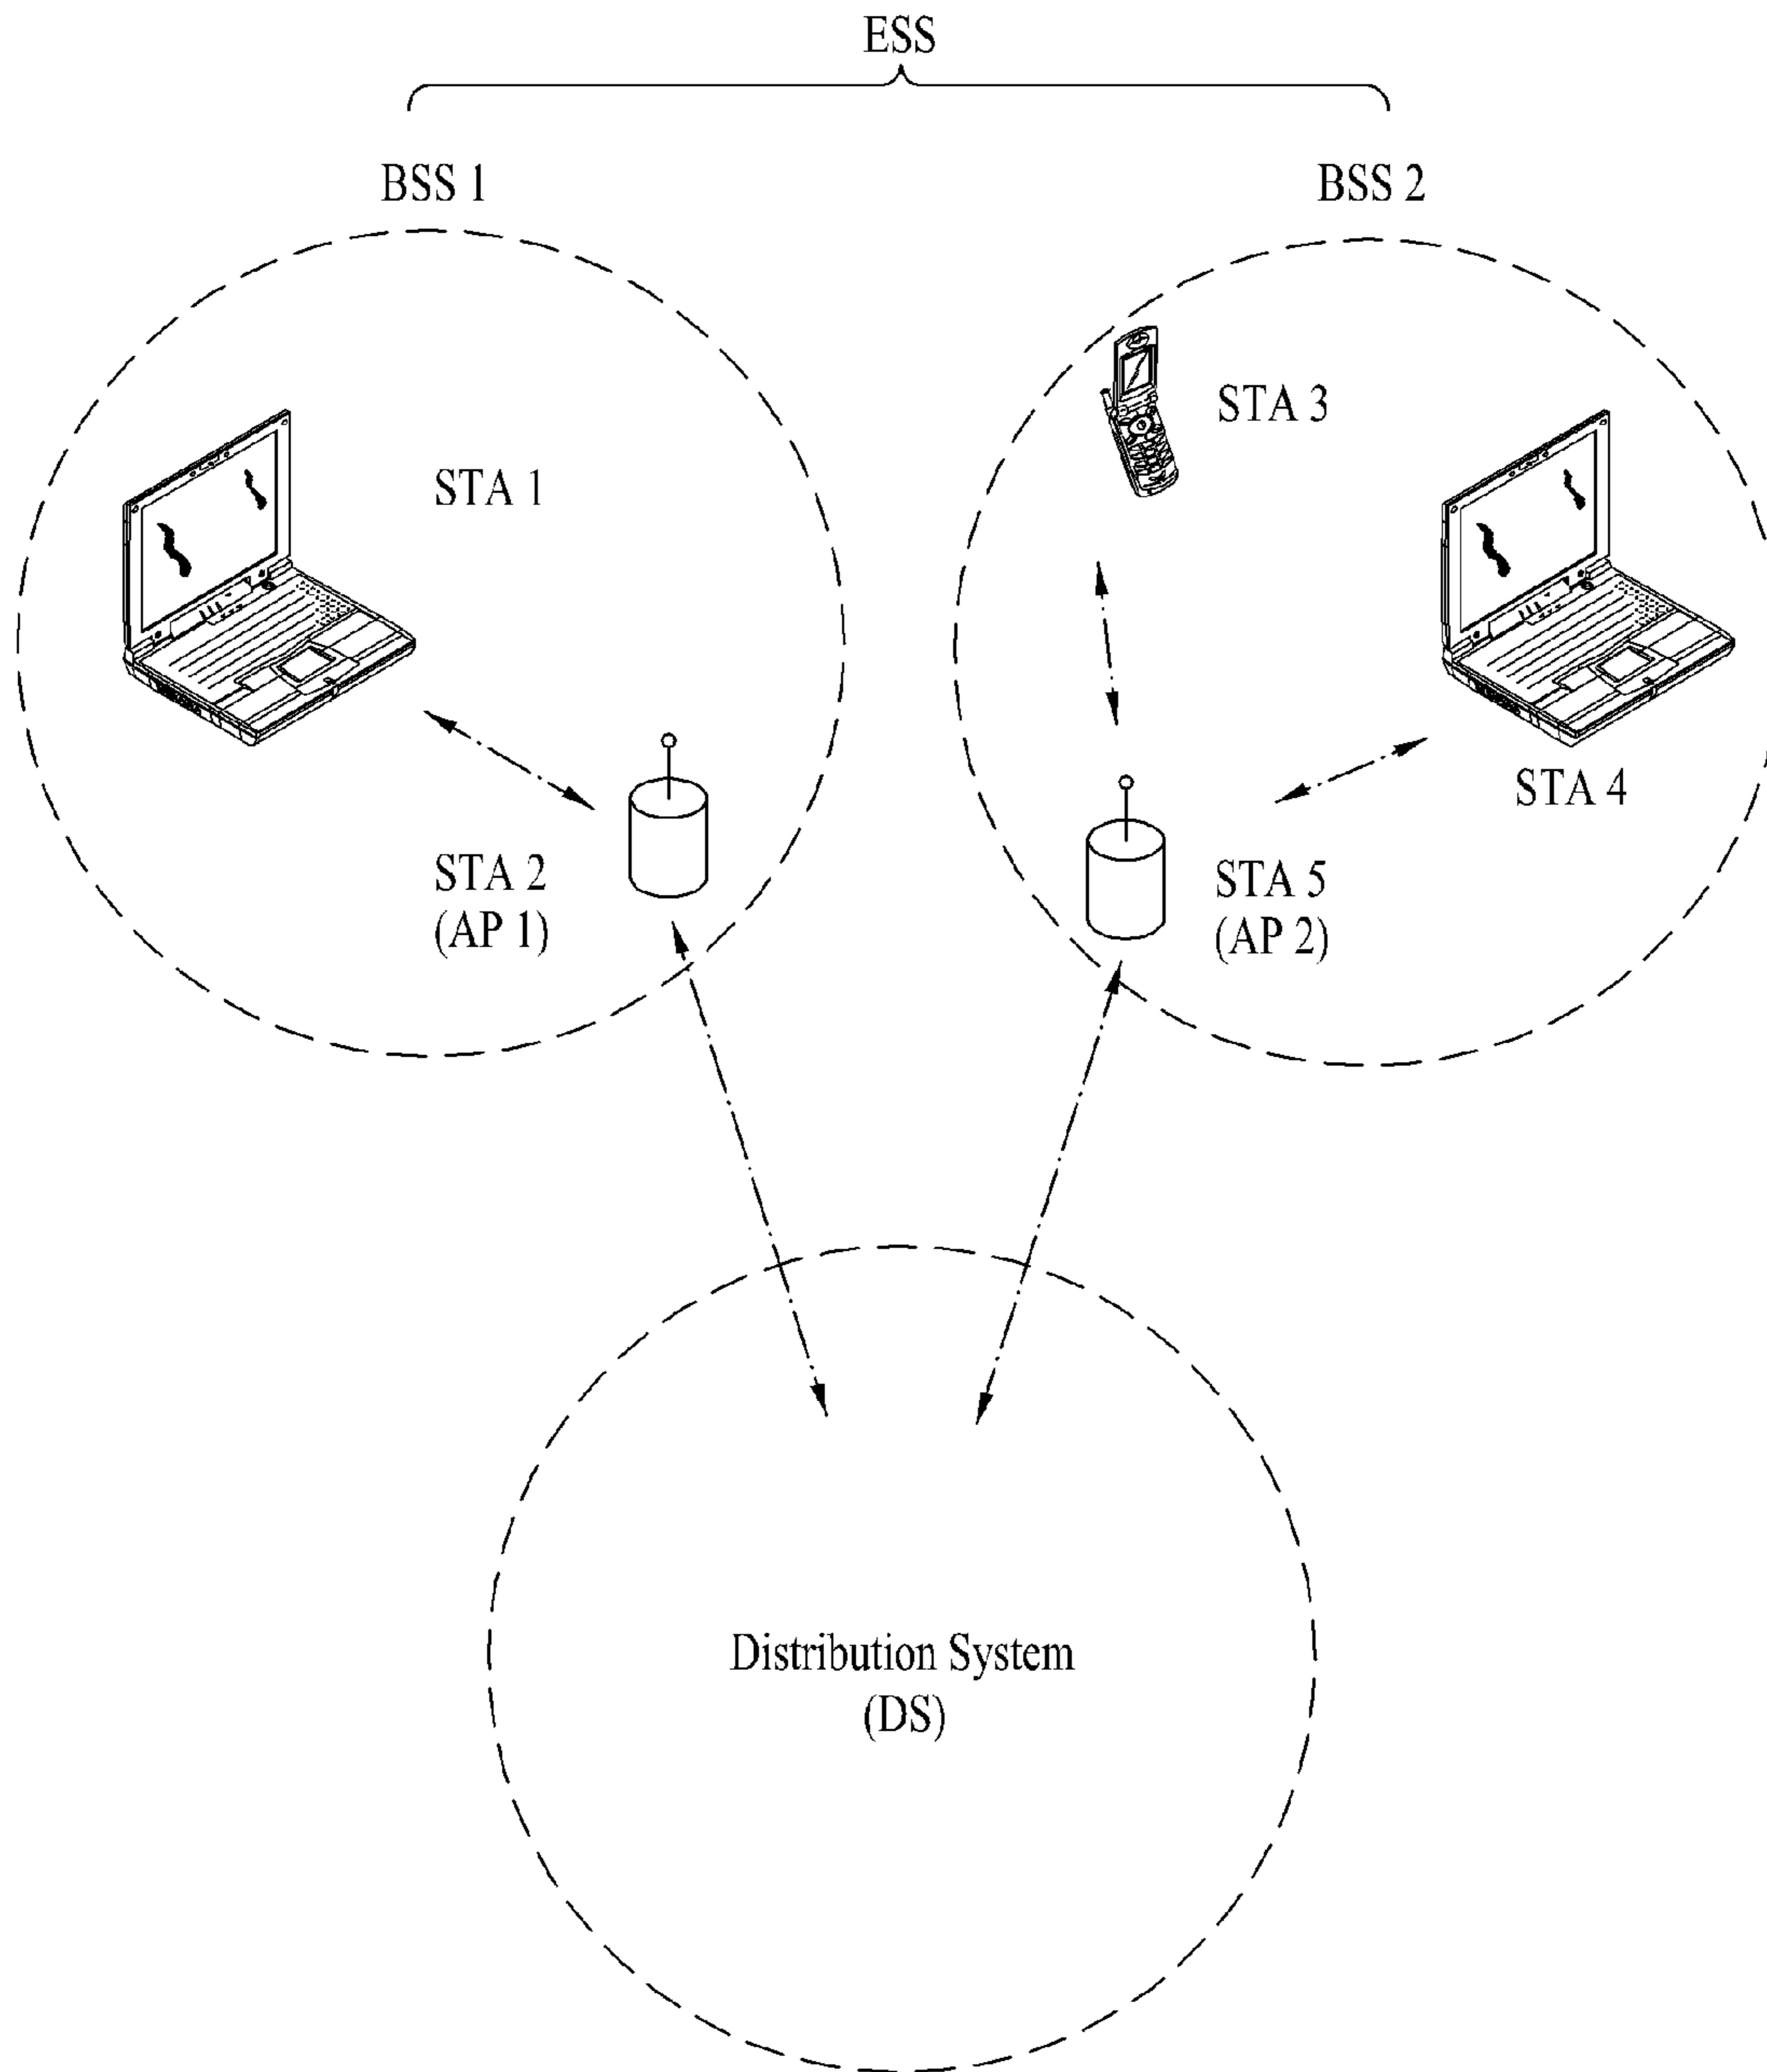 ESS
BSS 1
BSS 2
STA 3
STA 1
STA 4
STA 2
(AP 1)
STA 5
(AP 2)
Distribution System
(DS)